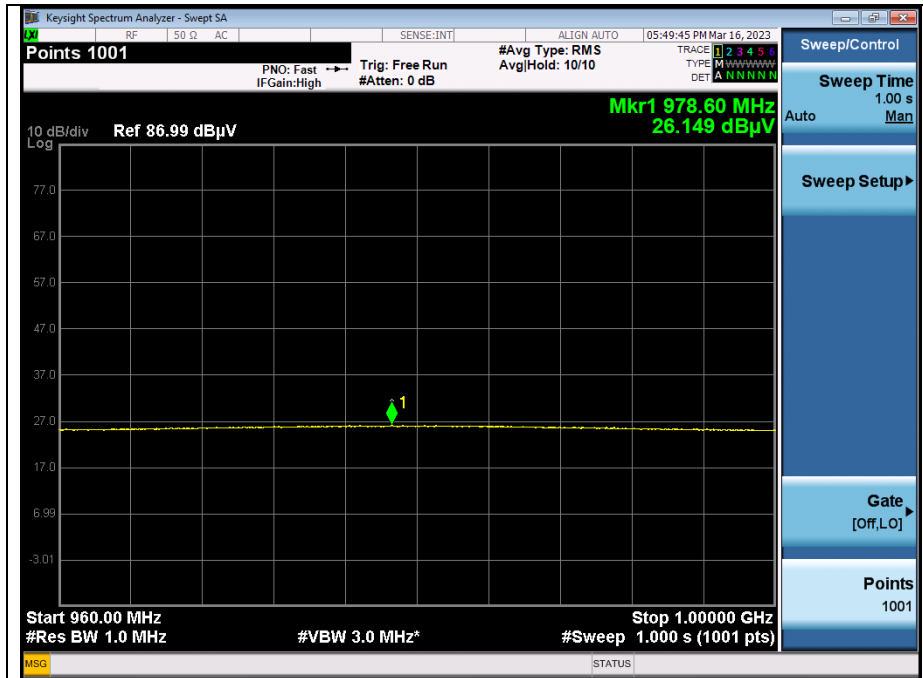 Keysight Spectrum Analyzer - Swept SA
LXI RF 50 Ω AC SENSE:INT ALIGN AUTO 05:49:45 PM Mar 16, 2023
Points 1001
PNO: Fast
IFGain:High
Trig: Free Run
#Atten: 0 dB
#Avg Type: RMS
Avg|Hold: 10/10
TRACE 1 2 3 4 5 6
TYPE M WWWWW
DET A N N N N N
Mkr1 978.60 MHz
26.149 dBµV
10 dB/div Ref 86.99 dBµV
Log
77.0
67.0
57.0
47.0
37.0
27.0
17.0
6.99
-3.01
1
Start 960.00 MHz Stop 1.00000 GHz
#Res BW 1.0 MHz #VBW 3.0 MHz* #Sweep 1.000 s (1001 pts)
MSG STATUS
Sweep/Control
Sweep Time
1.00 s
Auto Man
Sweep Setup
Gate
[Off,LO]
Points
1001